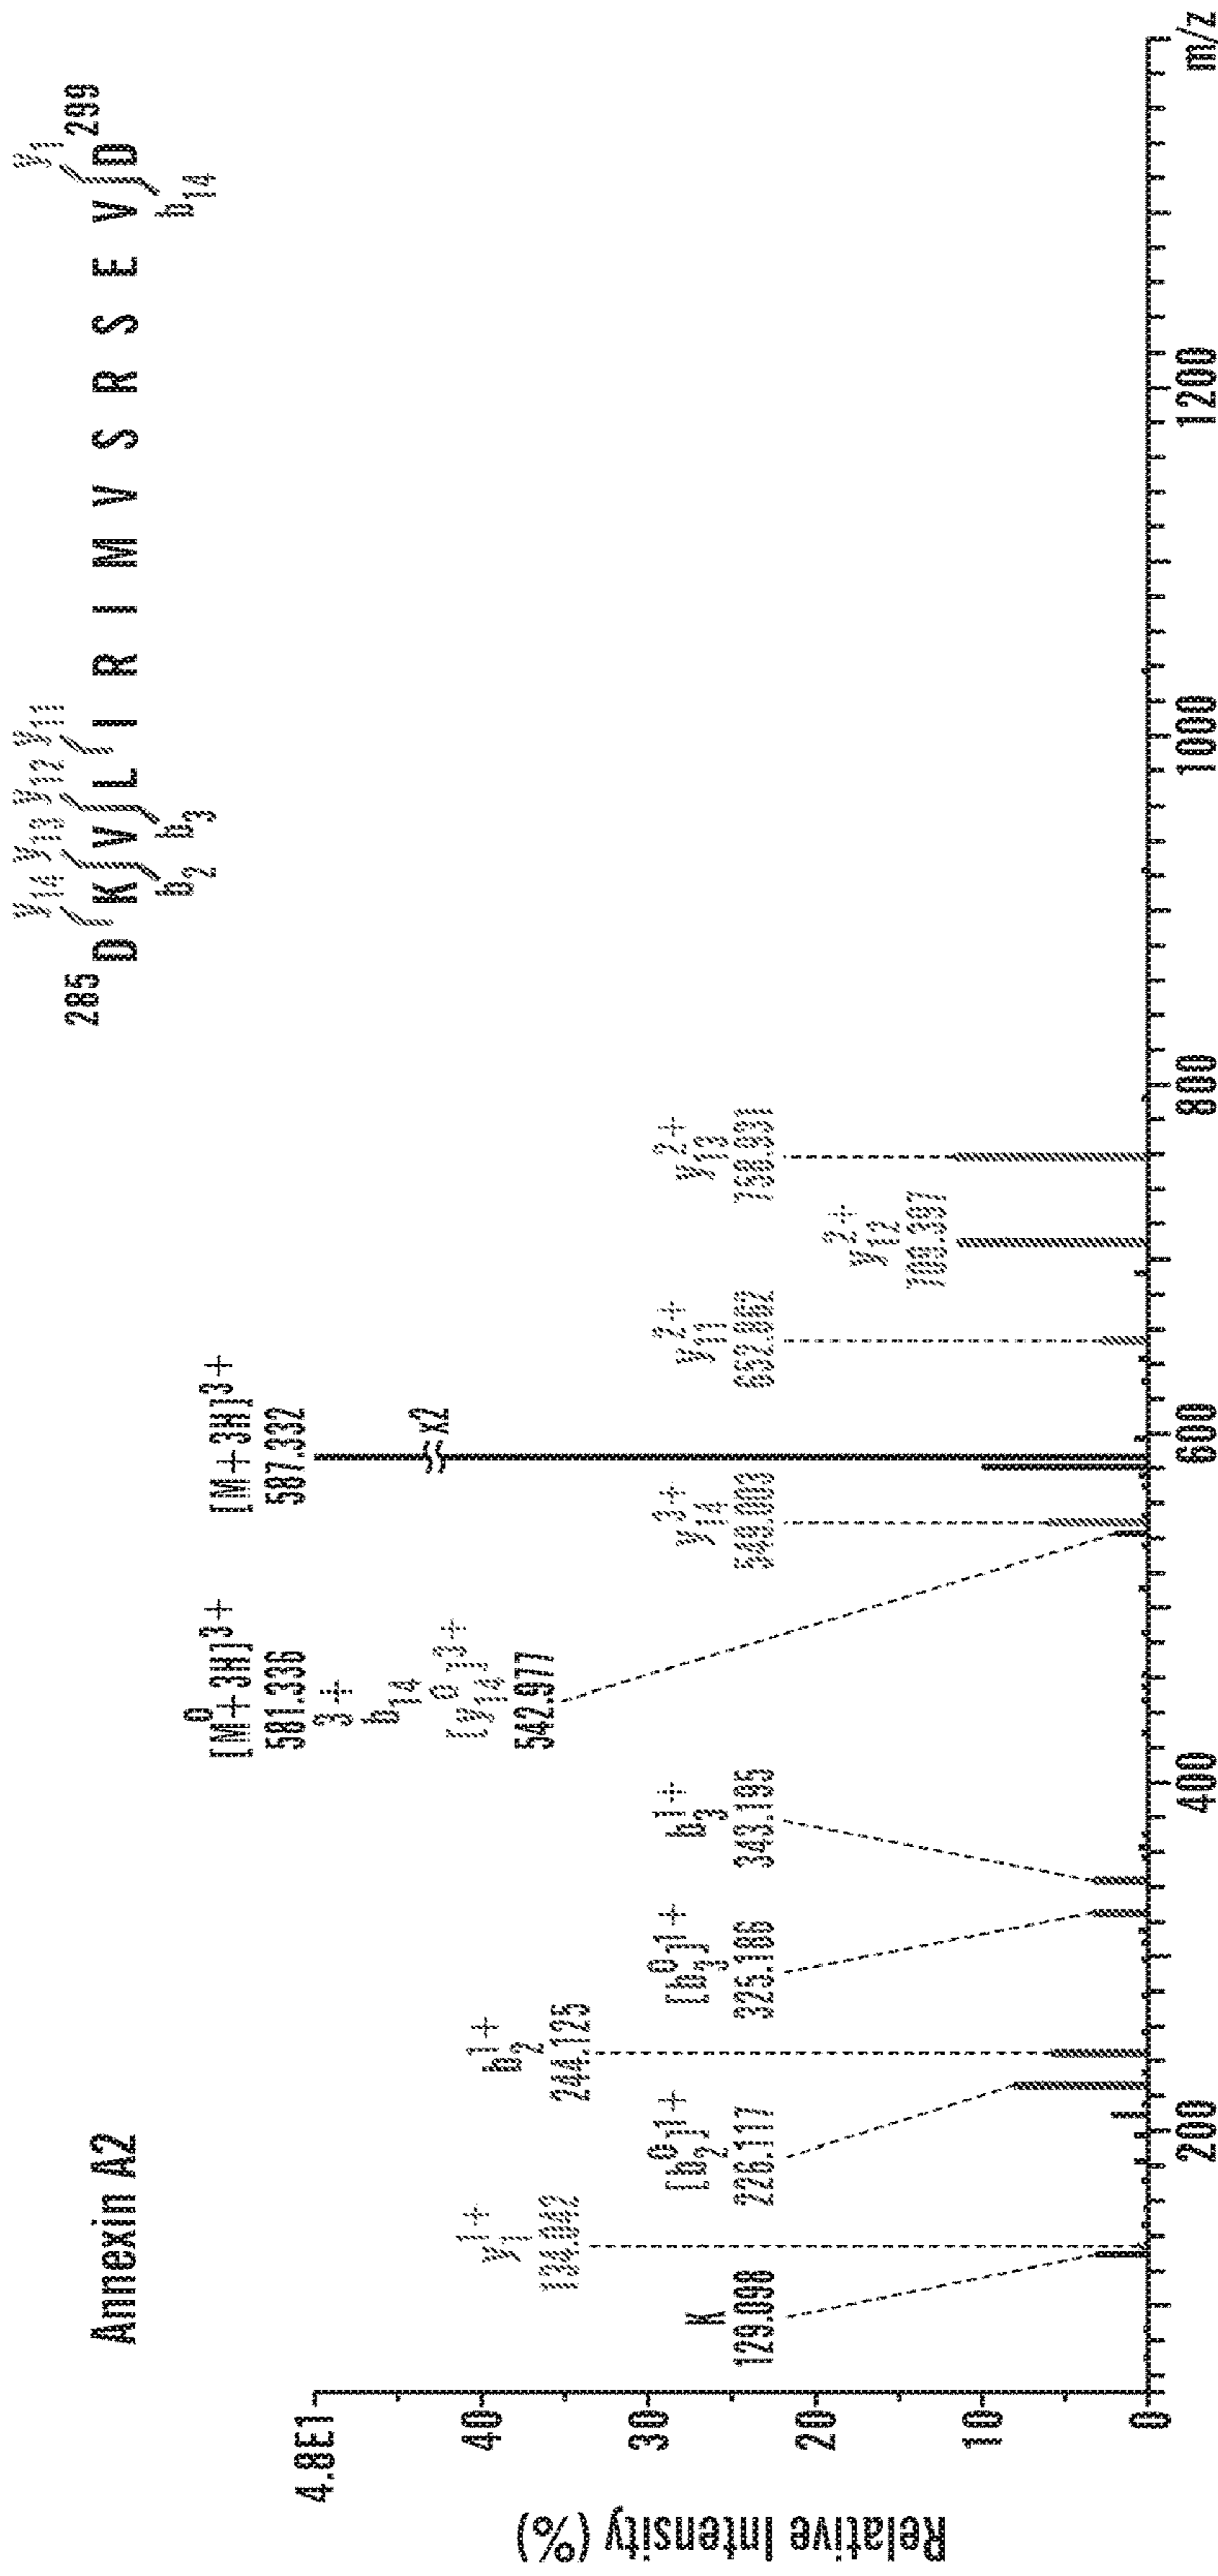 Annexin A2
285 D K V L I R I M V S R S E V D 299
y14 y13 y12 y11 y1
b2 b3 b14
[M+3H]3+
587.332
x2
[M+3H]3+
0
581.336
b14 3+
[y14 0]3+
542.977
K
129.098
y1 1+
134.042
[b2 0]1+
226.117
b2 1+
244.125
[b3 0]1+
325.186
b3 1+
343.195
y14 3+
549.003
y11 2+
652.862
y12 2+
709.397
y13 2+
758.931
Relative Intensity (%)
4.8E1
40
30
20
10
0
200 400 600 800 1000 1200 m/z